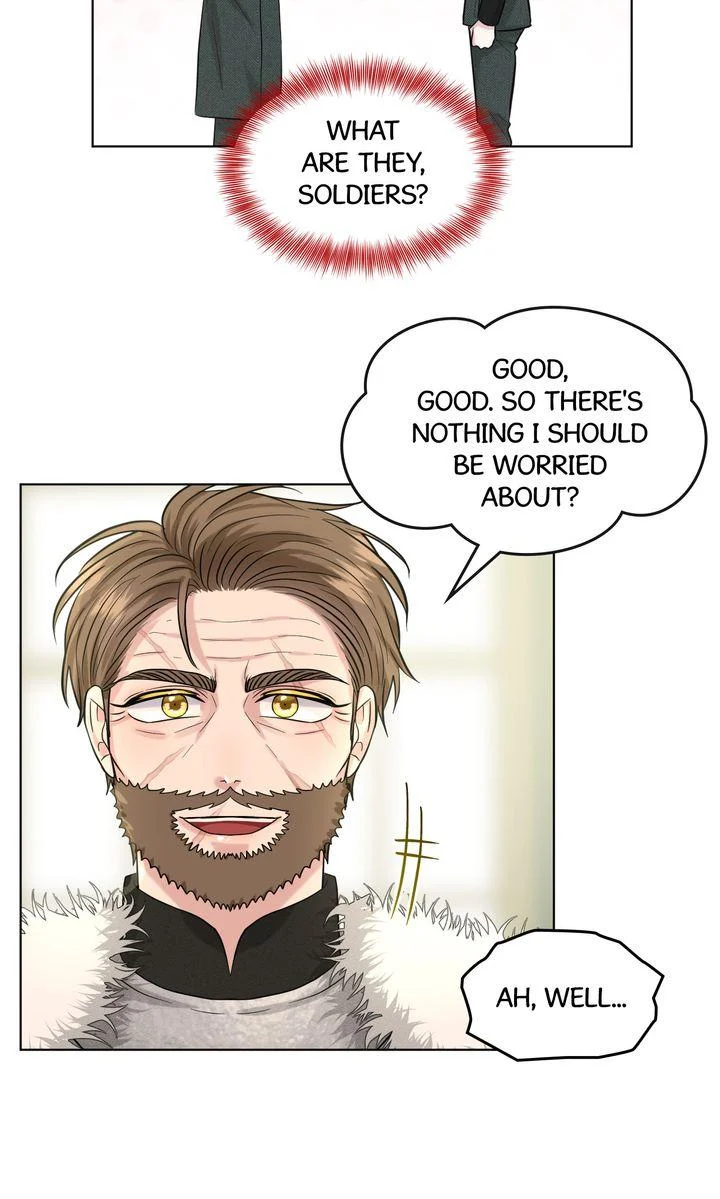 WHAT
ARE THEY,
SOLDIERS?
GOOD,
GOOD. SO THERE'S
NOTHING I SHOULD
BE WORRIED
ABOUT?
AH, WELL...